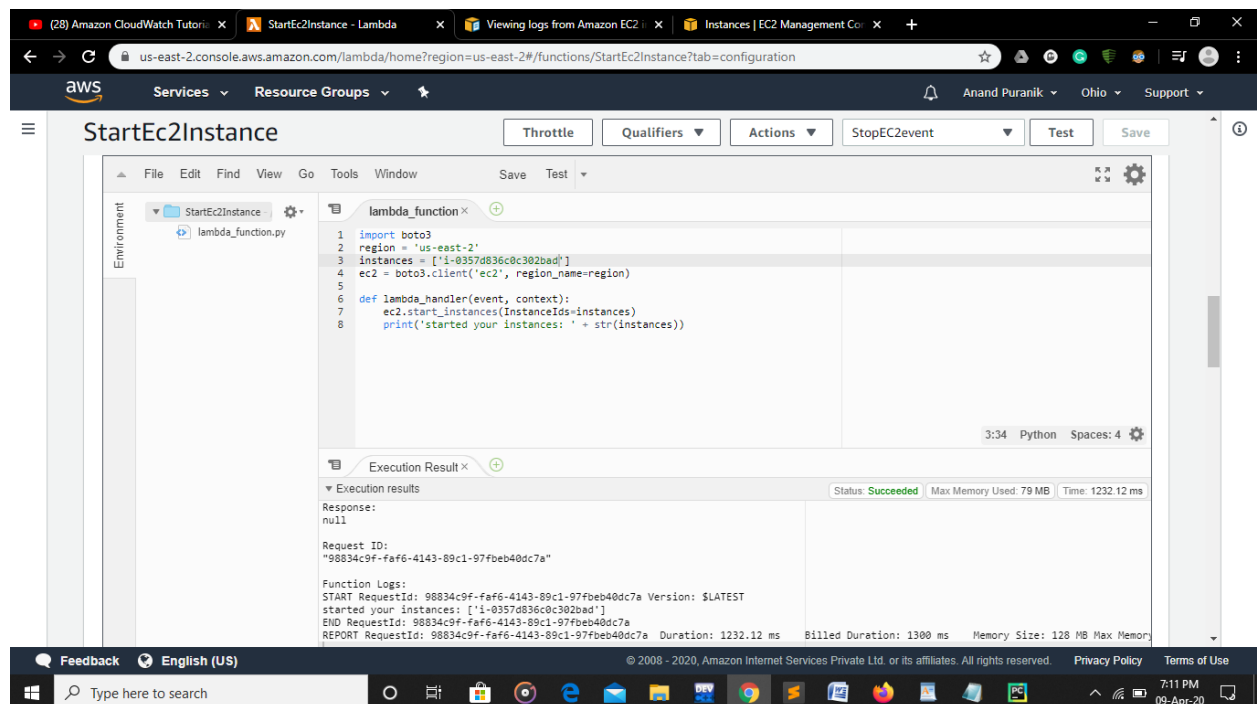 (28) Amazon CloudWatch Tutoria
StartEc2Instance - Lambda
Viewing logs from Amazon EC2 i
Instances | EC2 Management Con
us-east-2.console.aws.amazon.com/lambda/home?region=us-east-2#/functions/StartEc2Instance?tab=configuration
aws Services Resource Groups Anand Puranik Ohio Support
StartEc2Instance Throttle Qualifiers Actions StopEC2event Test Save
File Edit Find View Go Tools Window Save Test
Environment
StartEc2Instance
lambda_function.py
lambda_function
1 import boto3
2 region = 'us-east-2'
3 instances = ['i-0357d836c0c302bad']
4 ec2 = boto3.client('ec2', region_name=region)
5
6 def lambda_handler(event, context):
7 ec2.start_instances(InstanceIds=instances)
8 print('started your instances: ' + str(instances))
3:34 Python Spaces: 4
Execution Result
Execution results Status: Succeeded Max Memory Used: 79 MB Time: 1232.12 ms
Response:
null
Request ID:
"98834c9f-faf6-4143-89c1-97fbeb40dc7a"
Function Logs:
START RequestId: 98834c9f-faf6-4143-89c1-97fbeb40dc7a Version: $LATEST
started your instances: ['i-0357d836c0c302bad']
END RequestId: 98834c9f-faf6-4143-89c1-97fbeb40dc7a
REPORT RequestId: 98834c9f-faf6-4143-89c1-97fbeb40dc7a Duration: 1232.12 ms Billed Duration: 1300 ms Memory Size: 128 MB Max Memory
Feedback English (US) © 2008 - 2020, Amazon Internet Services Private Ltd. or its affiliates. All rights reserved. Privacy Policy Terms of Use
Type here to search
DEV
PC
7:11 PM
09-Apr-20